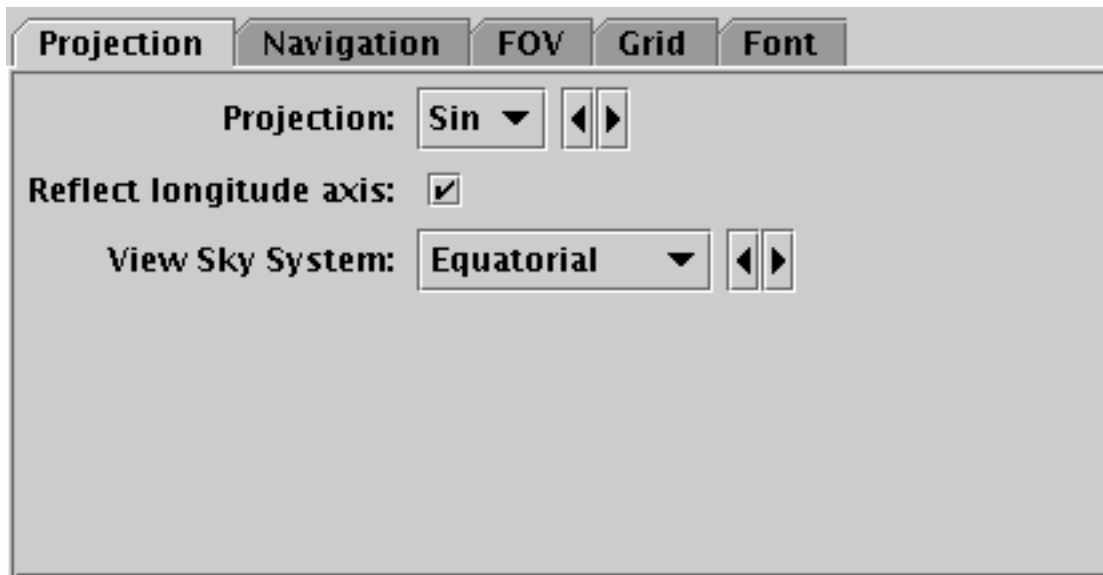 Projection Navigation FOV Grid Font
Projection: Sin
Reflect longitude axis:
View Sky System: Equatorial